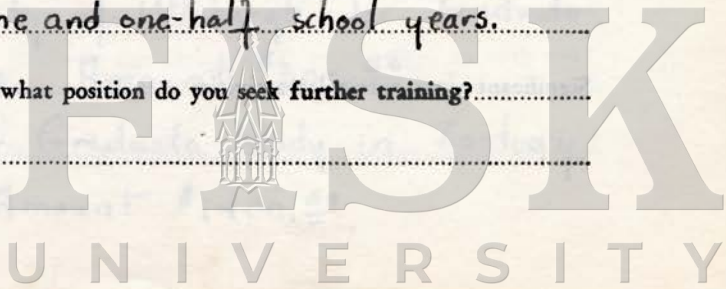 ne and one-half school years.
what position do you seek further training?
FISK
UNIVERSITY